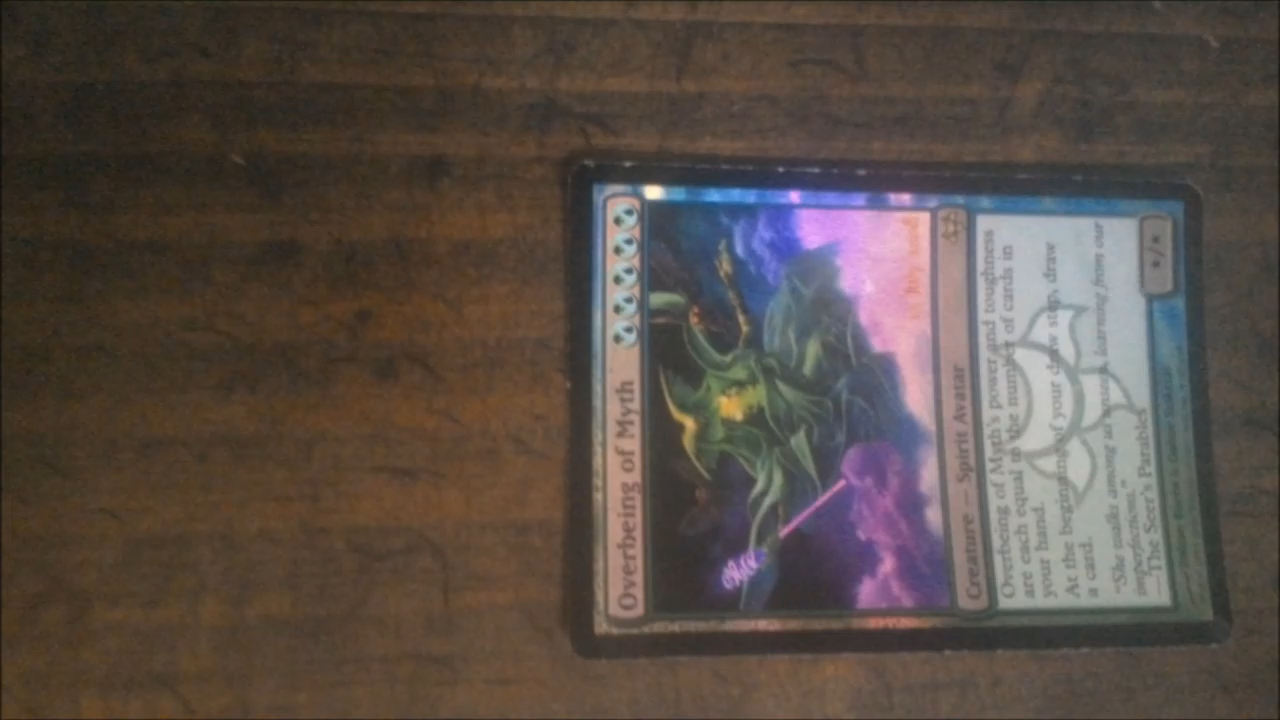 Overbeing of Myth
Creature — Spirit Avatar
Overbeing of Myth's power and toughness
are each equal to the number of cards in
your hand.
At the beginning of your draw step, draw
a card.
"She walks among us unseen, learning from our
imperfections."
—The Seer's Parables
*/*